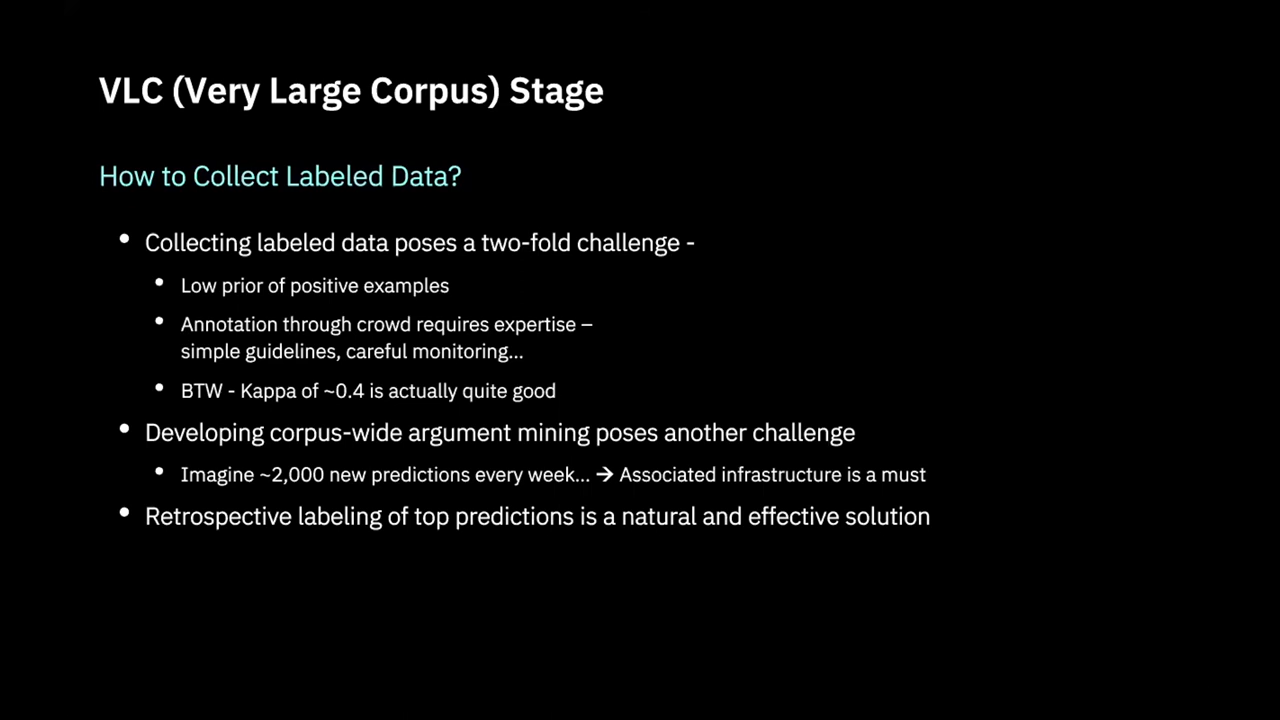 VLC (Very Large Corpus) Stage
How to Collect Labeled Data?
• Collecting labeled data poses a two-fold challenge -
• Low prior of positive examples
• Annotation through crowd requires expertise –
simple guidelines, careful monitoring...
• BTW - Kappa of ~0.4 is actually quite good
• Developing corpus-wide argument mining poses another challenge
• Imagine ~2,000 new predictions every week... → Associated infrastructure is a must
• Retrospective labeling of top predictions is a natural and effective solution